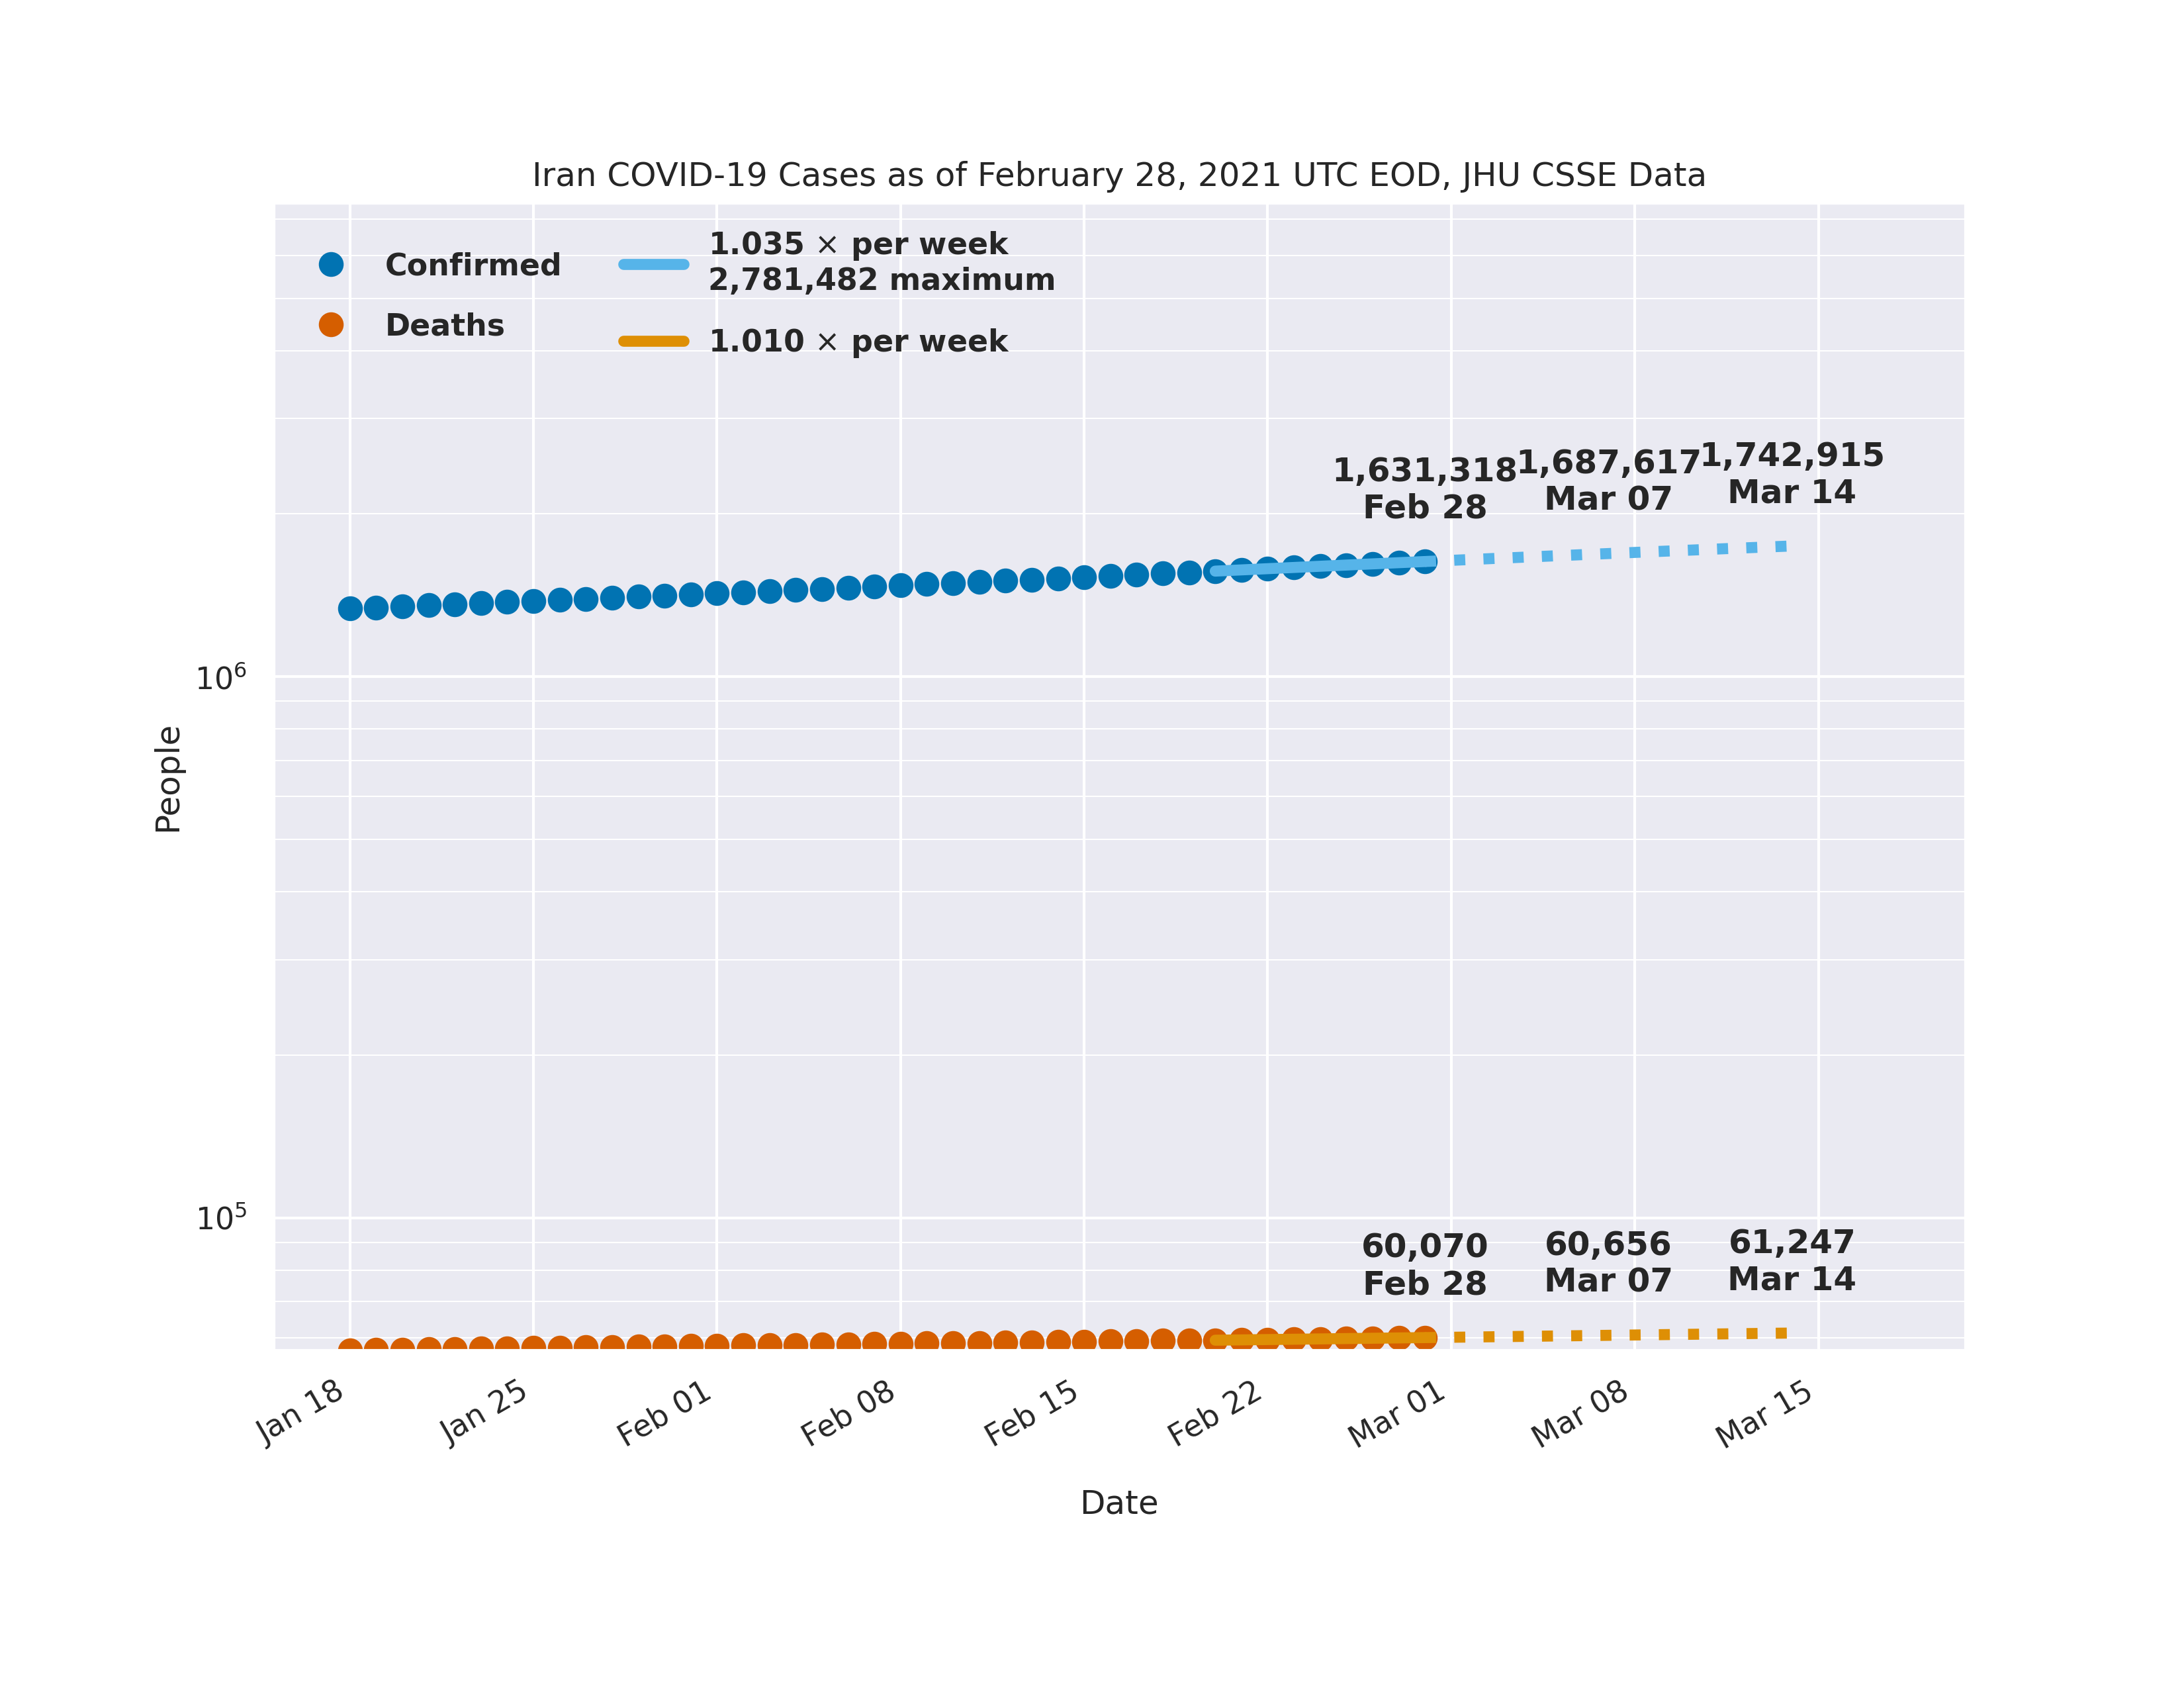 Iran COVID-19 Cases as of February 28, 2021 UTC EOD, JHU CSSE Data
Confirmed
Deaths
1.035 × per week
2,781,482 maximum
1.010 × per week
1,631,318
Feb 28
1,687,617
Mar 07
1,742,915
Mar 14
10⁶
People
10⁵
60,070
Feb 28
60,656
Mar 07
61,247
Mar 14
Jan 18
Jan 25
Feb 01
Feb 08
Feb 15
Feb 22
Mar 01
Mar 08
Mar 15
Date